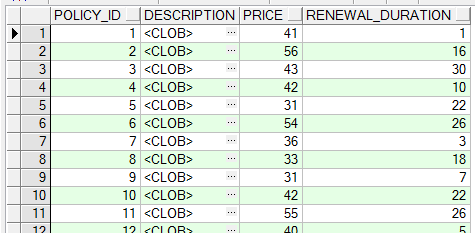 POLICY_ID DESCRIPTION PRICE RENEWAL_DURATION
1 1 <CLOB> ... 41 1
2 2 <CLOB> ... 56 16
3 3 <CLOB> ... 43 30
4 4 <CLOB> ... 42 10
5 5 <CLOB> ... 31 22
6 6 <CLOB> ... 54 26
7 7 <CLOB> ... 36 3
8 8 <CLOB> ... 33 18
9 9 <CLOB> ... 31 7
10 10 <CLOB> ... 42 22
11 11 <CLOB> ... 55 26
12 12 <CLOB> ... 40 5